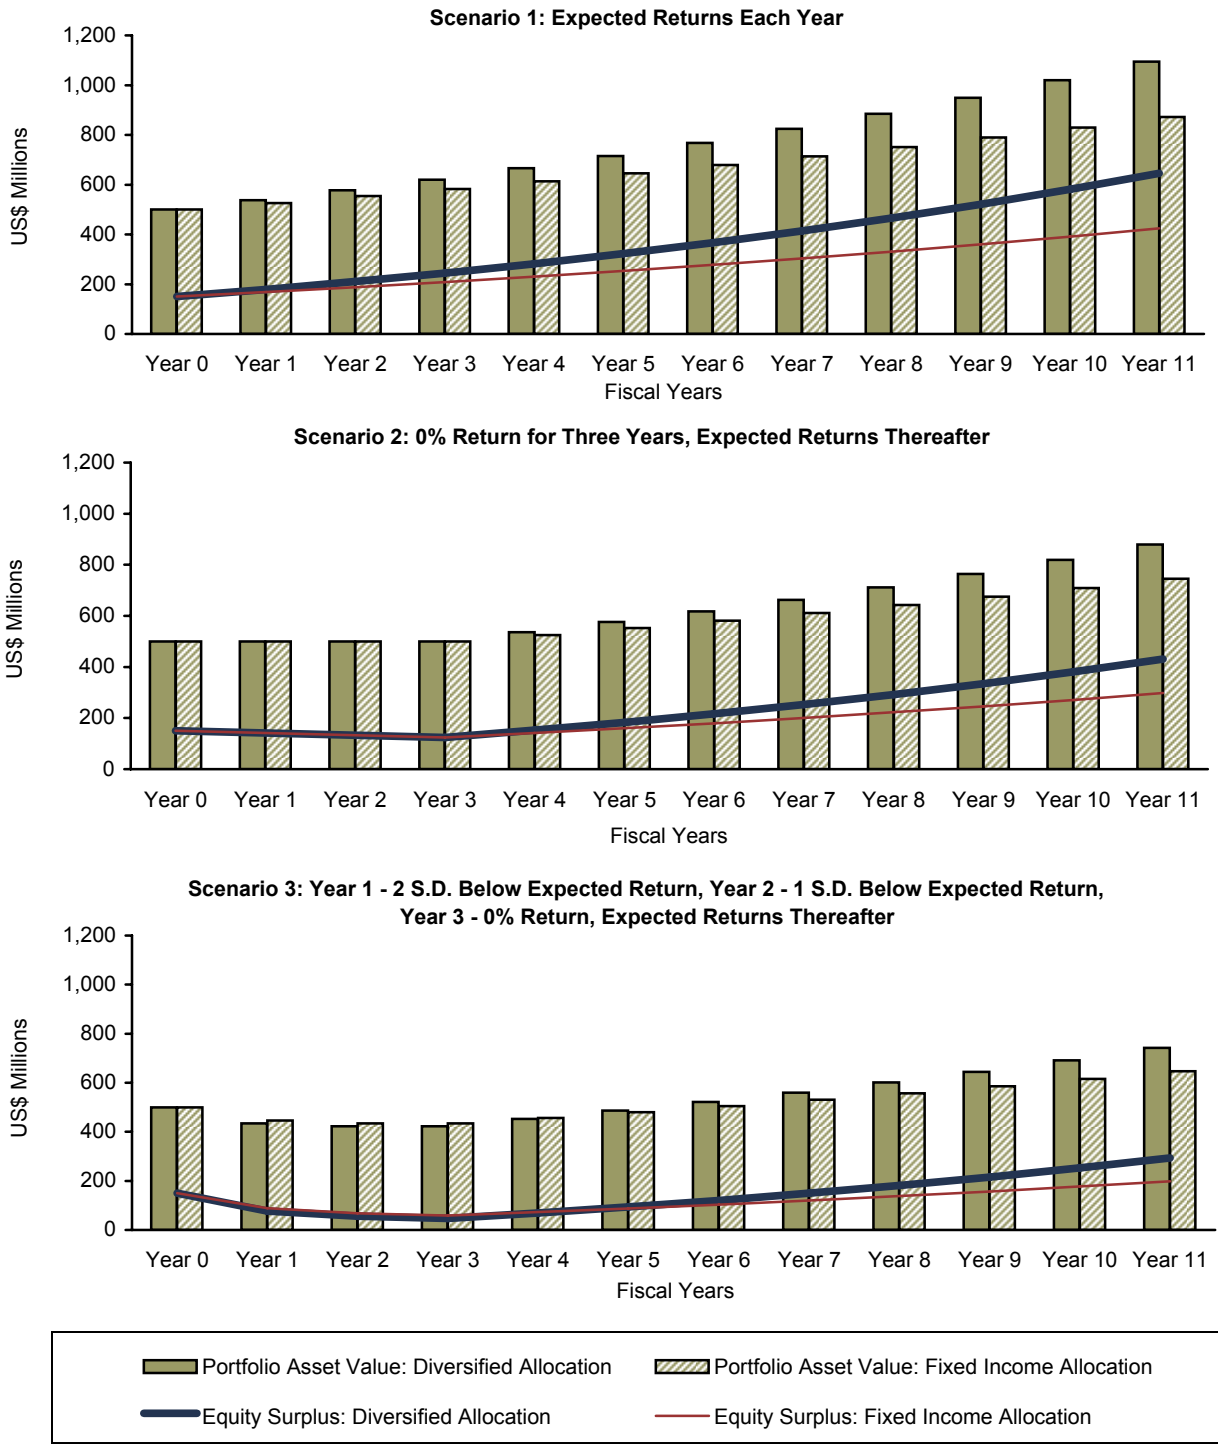 Scenario 1: Expected Returns Each Year
1,200
1,000
800
600
400
200
0
US$ Millions
Year 0 Year 1 Year 2 Year 3 Year 4 Year 5 Year 6 Year 7 Year 8 Year 9 Year 10 Year 11
Fiscal Years
Scenario 2: 0% Return for Three Years, Expected Returns Thereafter
1,200
1,000
800
600
400
200
0
US$ Millions
Year 0 Year 1 Year 2 Year 3 Year 4 Year 5 Year 6 Year 7 Year 8 Year 9 Year 10 Year 11
Fiscal Years
Scenario 3: Year 1 - 2 S.D. Below Expected Return, Year 2 - 1 S.D. Below Expected Return,
Year 3 - 0% Return, Expected Returns Thereafter
1,200
1,000
800
600
400
200
0
US$ Millions
Year 0 Year 1 Year 2 Year 3 Year 4 Year 5 Year 6 Year 7 Year 8 Year 9 Year 10 Year 11
Fiscal Years
Portfolio Asset Value: Diversified Allocation Portfolio Asset Value: Fixed Income Allocation
Equity Surplus: Diversified Allocation Equity Surplus: Fixed Income Allocation